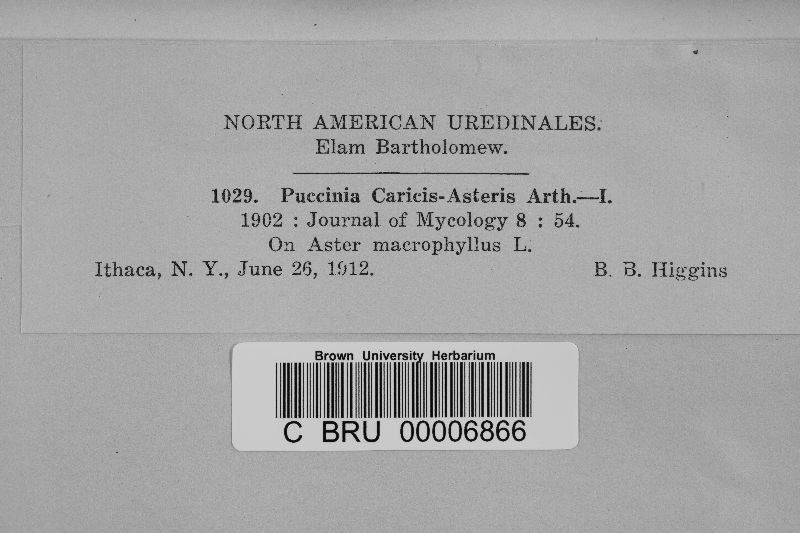 NORTH AMERICAN UREDINALES.
Elam Bartholomew.
1029. Puccinia Caricis-Asteris Arth.—I.
1902 : Journal of Mycology 8 : 54.
On Aster macrophyllus L.
Ithaca, N. Y., June 26, 1912. B. B. Higgins
Brown University Herbarium
C BRU 00006866